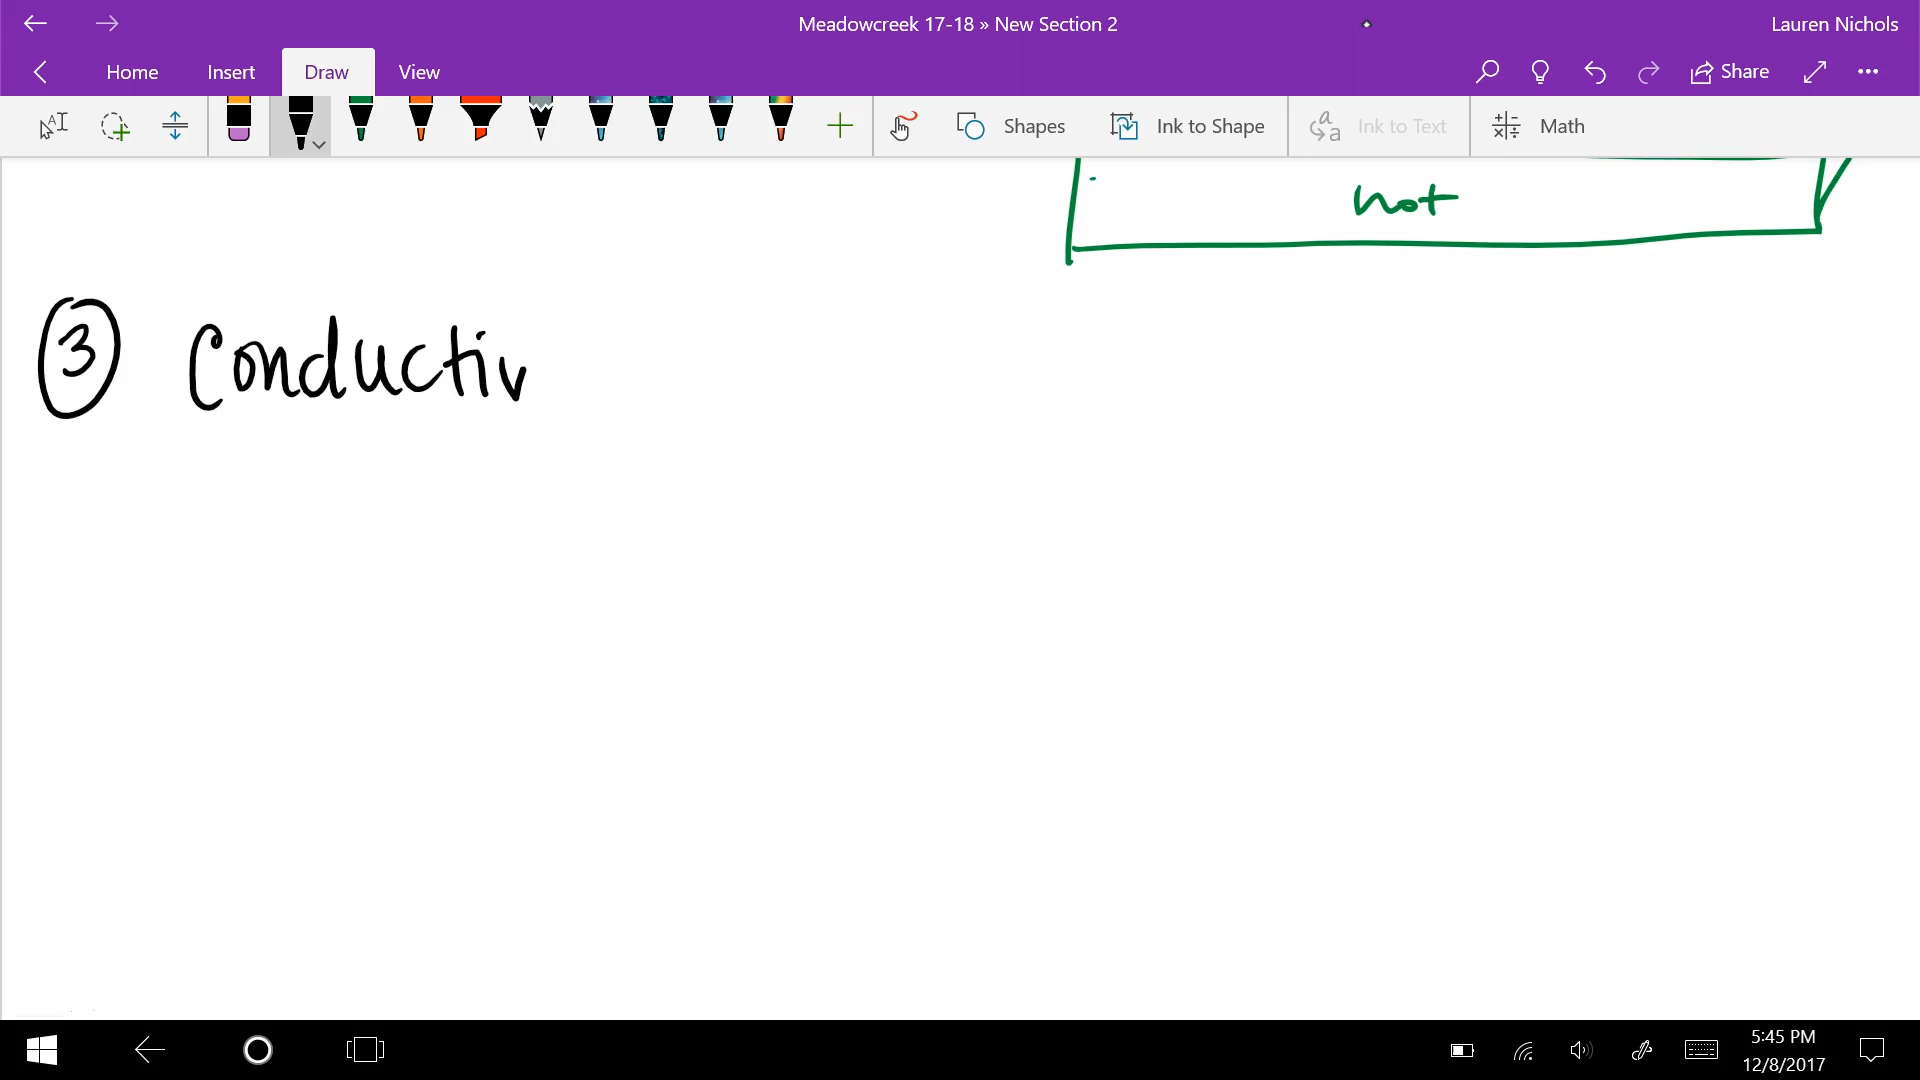 Meadowcreek 17-18 » New Section 2
Lauren Nichols
Home Insert Draw View
Share
Shapes Ink to Shape Ink to Text Math
not
3 Conductiv
5:45 PM
12/8/2017